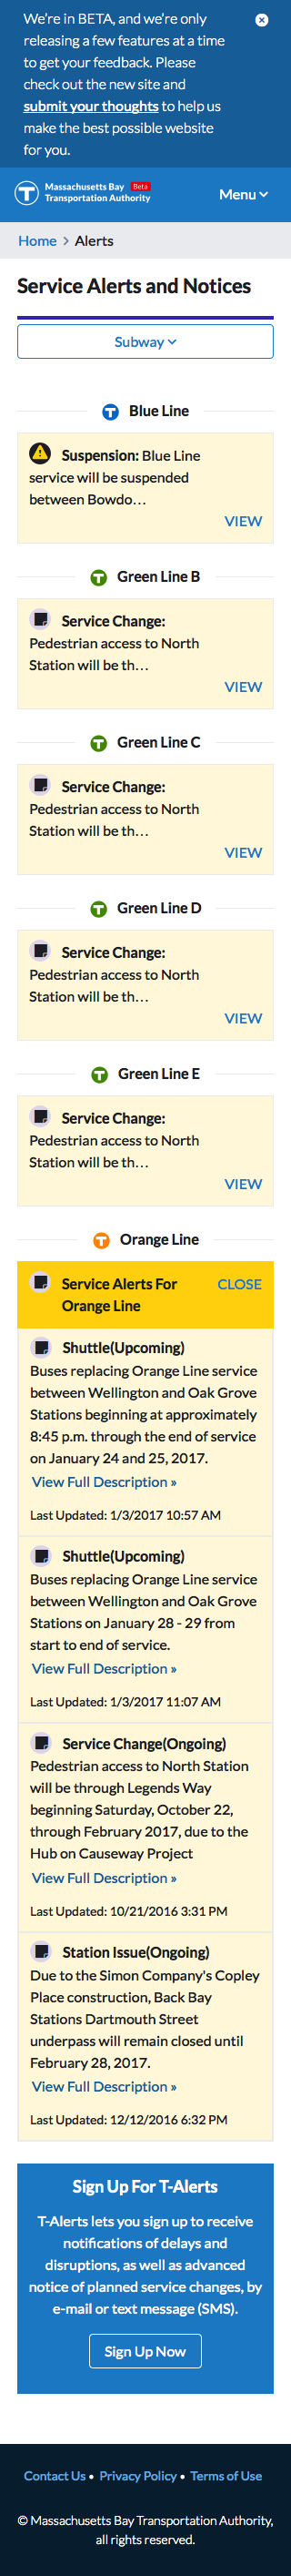 We're in BETA, and we're only
releasing a few features at a time
to get your feedback. Please
check out the new site and
submit your thoughts to help us
make the best possible website
for you.
Massachusetts Bay Beta
Transportation Authority
Menu
Home > Alerts
Service Alerts and Notices
Subway
T Blue Line
Suspension: Blue Line
service will be suspended
between Bowdo…
VIEW
T Green Line B
Service Change:
Pedestrian access to North
Station will be th…
VIEW
T Green Line C
Service Change:
Pedestrian access to North
Station will be th…
VIEW
T Green Line D
Service Change:
Pedestrian access to North
Station will be th…
VIEW
T Green Line E
Service Change:
Pedestrian access to North
Station will be th…
VIEW
T Orange Line
Service Alerts For CLOSE
Orange Line
Shuttle(Upcoming)
Buses replacing Orange Line service
between Wellington and Oak Grove
Stations beginning at approximately
8:45 p.m. through the end of service
on January 24 and 25, 2017.
View Full Description »
Last Updated: 1/3/2017 10:57 AM
Shuttle(Upcoming)
Buses replacing Orange Line service
between Wellington and Oak Grove
Stations on January 28 - 29 from
start to end of service.
View Full Description »
Last Updated: 1/3/2017 11:07 AM
Service Change(Ongoing)
Pedestrian access to North Station
will be through Legends Way
beginning Saturday, October 22,
through February 2017, due to the
Hub on Causeway Project
View Full Description »
Last Updated: 10/21/2016 3:31 PM
Station Issue(Ongoing)
Due to the Simon Company's Copley
Place construction, Back Bay
Stations Dartmouth Street
underpass will remain closed until
February 28, 2017.
View Full Description »
Last Updated: 12/12/2016 6:32 PM
Sign Up For T-Alerts
T-Alerts lets you sign up to receive
notifications of delays and
disruptions, as well as advanced
notice of planned service changes, by
e-mail or text message (SMS).
Sign Up Now
Contact Us • Privacy Policy • Terms of Use
© Massachusetts Bay Transportation Authority,
all rights reserved.